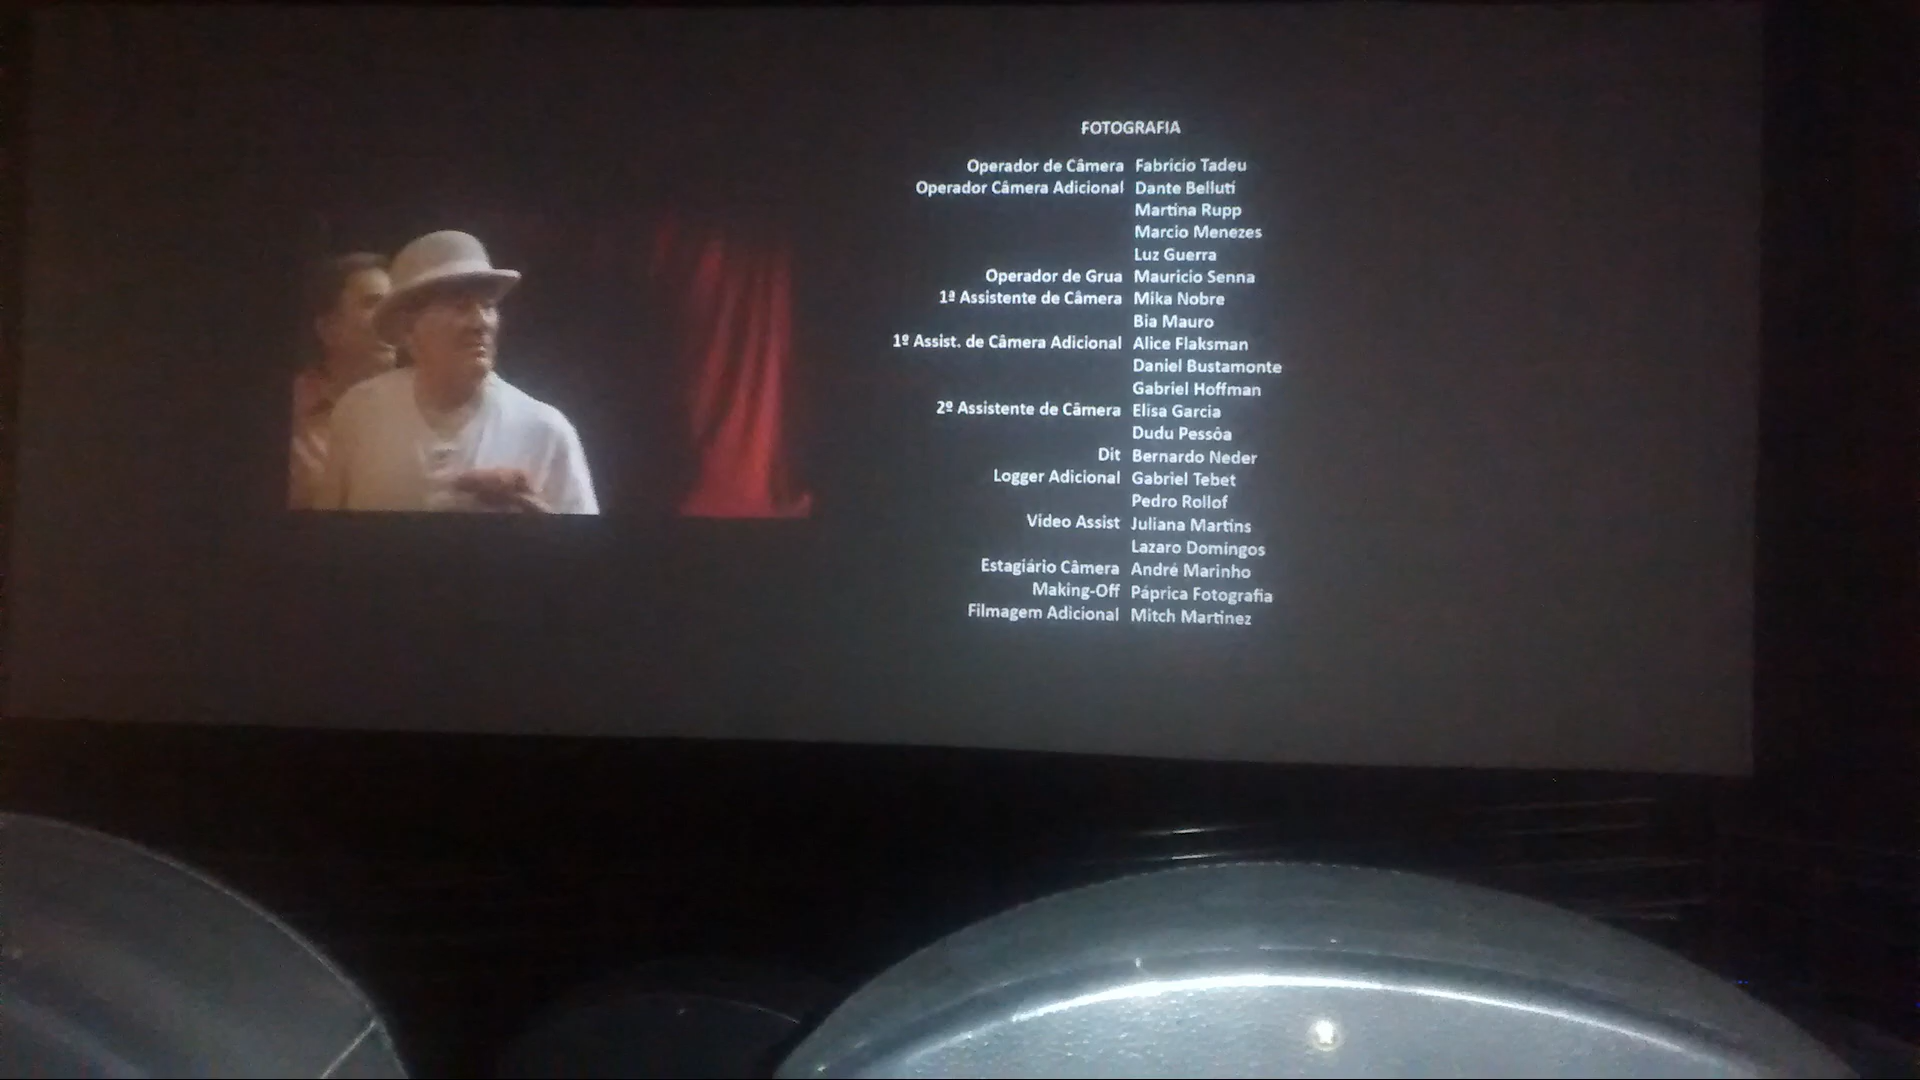 FOTOGRAFIA
Operador de Câmera Fabricio Tadeu
Operador Câmera Adicional Dante Belluti
Martina Rupp
Marcio Menezes
Luz Guerra
Operador de Grua Mauricio Senna
1ª Assistente de Câmera Mika Nobre
Bia Mauro
1º Assist. de Câmera Adicional Alice Flaksman
Daniel Bustamonte
Gabriel Hoffman
2º Assistente de Câmera Elisa Garcia
Dudu Pessôa
Dit Bernardo Neder
Logger Adicional Gabriel Tebet
Pedro Rollof
Video Assist Juliana Martins
Lazaro Domingos
Estagiário Câmera André Marinho
Making-Off Páprica Fotografia
Filmagem Adicional Mitch Martinez